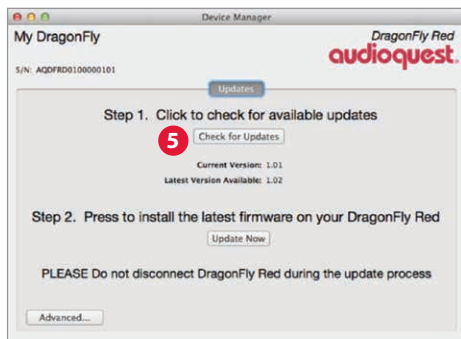 Device Manager
My DragonFly
DragonFly Red
audioquest.
S/N: AQDFRD0100000101
Updates
Step 1. Click to check for available updates
5 Check for Updates
Current Version: 1.01
Latest Version Available: 1.02
Step 2. Press to install the latest firmware on your DragonFly Red
Update Now
PLEASE Do not disconnect DragonFly Red during the update process
Advanced...